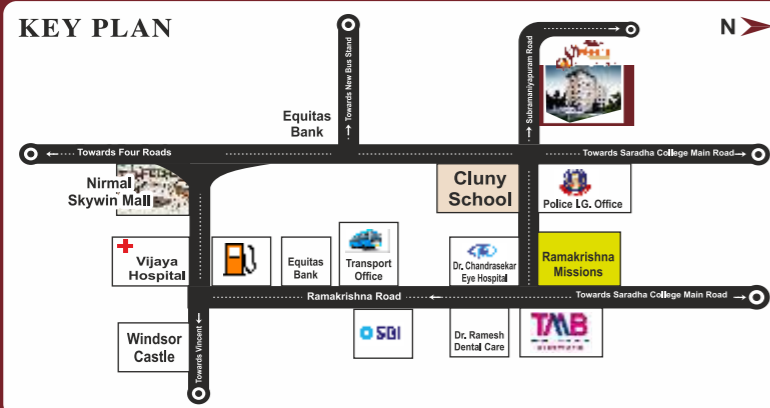 KEY PLAN
N
Towards New Bus Stand
Subramaniyapuram Road
Equitas
Bank
Towards Four Roads
Towards Saradha College Main Road
Nirmal
Skywin Mall
Cluny
School
Police I.G. Office
Vijaya
Hospital
Equitas
Bank
Transport
Office
Dr. Chandrasekar
Eye Hospital
Ramakrishna
Missions
Ramakrishna Road
Towards Saradha College Main Road
Windsor
Castle
Towards Vincent
SBI
Dr. Ramesh
Dental Care
TMB